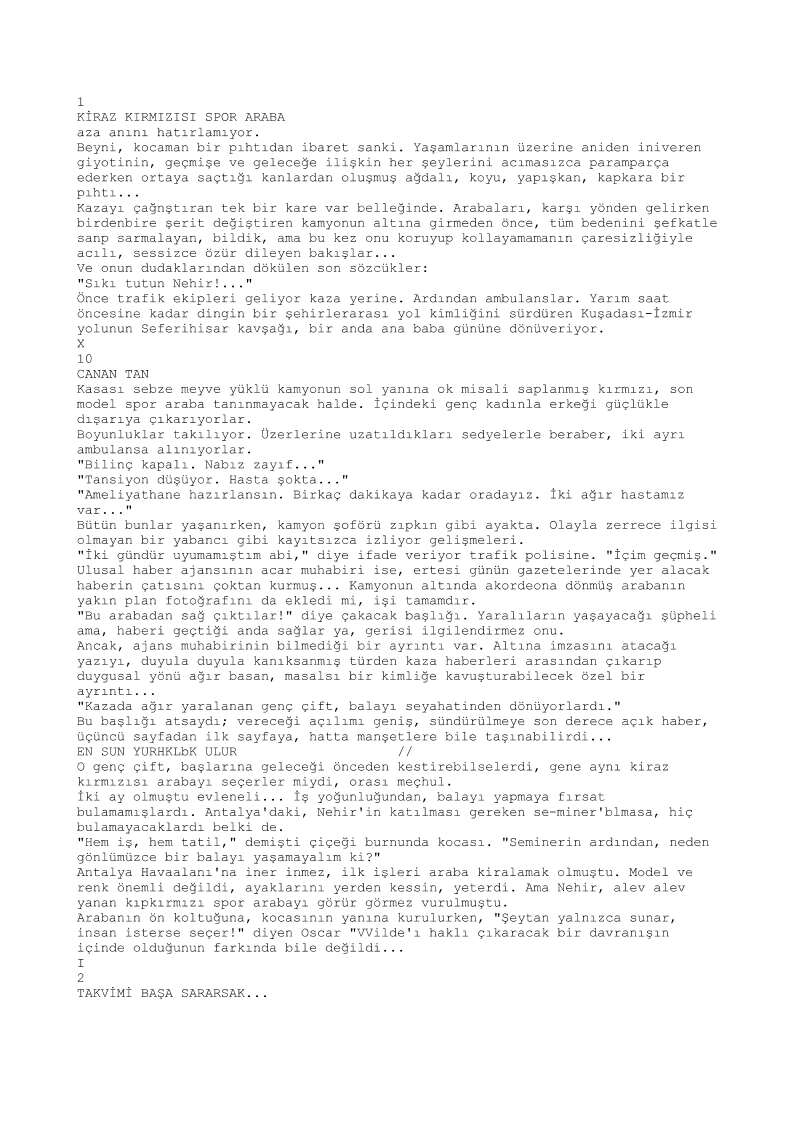 1
KİRAZ KIRMIZISI SPOR ARABA
aza anını hatırlamıyor.
Beyni, kocaman bir pıhtıdan ibaret sanki. Yaşamlarının üzerine aniden iniveren
giyotinin, geçmişe ve geleceğe ilişkin her şeylerini acımasızca paramparça
ederken ortaya saçtığı kanlardan oluşmuş ağdalı, koyu, yapışkan, kapkara bir
pıhtı...
Kazayı çağnştıran tek bir kare var belleğinde. Arabaları, karşı yönden gelirken
birdenbire şerit değiştiren kamyonun altına girmeden önce, tüm bedenini şefkatle
sanp sarmalayan, bildik, ama bu kez onu koruyup kollayamamanın çaresizliğiyle
acılı, sessizce özür dileyen bakışlar...
Ve onun dudaklarından dökülen son sözcükler:
"Sıkı tutun Nehir!..."
Önce trafik ekipleri geliyor kaza yerine. Ardından ambulanslar. Yarım saat
öncesine kadar dingin bir şehirlerarası yol kimliğini sürdüren Kuşadası-İzmir
yolunun Seferihisar kavşağı, bir anda ana baba gününe dönüveriyor.
X
10
CANAN TAN
Kasası sebze meyve yüklü kamyonun sol yanına ok misali saplanmış kırmızı, son
model spor araba tanınmayacak halde. İçindeki genç kadınla erkeği güçlükle
dışarıya çıkarıyorlar.
Boyunluklar takılıyor. Üzerlerine uzatıldıkları sedyelerle beraber, iki ayrı
ambulansa alınıyorlar.
"Bilinç kapalı. Nabız zayıf..."
"Tansiyon düşüyor. Hasta şokta..."
"Ameliyathane hazırlansın. Birkaç dakikaya kadar oradayız. İki ağır hastamız
var..."
Bütün bunlar yaşanırken, kamyon şoförü zıpkın gibi ayakta. Olayla zerrece ilgisi
olmayan bir yabancı gibi kayıtsızca izliyor gelişmeleri.
"İki gündür uyumamıştım abi," diye ifade veriyor trafik polisine. "İçim geçmiş."
Ulusal haber ajansının acar muhabiri ise, ertesi günün gazetelerinde yer alacak
haberin çatısını çoktan kurmuş... Kamyonun altında akordeona dönmüş arabanın
yakın plan fotoğrafını da ekledi mi, işi tamamdır.
"Bu arabadan sağ çıktılar!" diye çakacak başlığı. Yaralıların yaşayacağı şüpheli
ama, haberi geçtiği anda sağlar ya, gerisi ilgilendirmez onu.
Ancak, ajans muhabirinin bilmediği bir ayrıntı var. Altına imzasını atacağı
yazıyı, duyula duyula kanıksanmış türden kaza haberleri arasından çıkarıp
duygusal yönü ağır basan, masalsı bir kimliğe kavuşturabilecek özel bir
ayrıntı...
"Kazada ağır yaralanan genç çift, balayı seyahatinden dönüyorlardı."
Bu başlığı atsaydı; vereceği açılımı geniş, sündürülmeye son derece açık haber,
üçüncü sayfadan ilk sayfaya, hatta manşetlere bile taşınabilirdi...
EN SUN YURHKLbK ULUR //
O genç çift, başlarına geleceği önceden kestirebilselerdi, gene aynı kiraz
kırmızısı arabayı seçerler miydi, orası meçhul.
İki ay olmuştu evleneli... İş yoğunluğundan, balayı yapmaya fırsat
bulamamışlardı. Antalya'daki, Nehir'in katılması gereken se-miner'blmasa, hiç
bulamayacaklardı belki de.
"Hem iş, hem tatil," demişti çiçeği burnunda kocası. "Seminerin ardından, neden
gönlümüzce bir balayı yaşamayalım ki?"
Antalya Havaalanı'na iner inmez, ilk işleri araba kiralamak olmuştu. Model ve
renk önemli değildi, ayaklarını yerden kessin, yeterdi. Ama Nehir, alev alev
yanan kıpkırmızı spor arabayı görür görmez vurulmuştu.
Arabanın ön koltuğuna, kocasının yanına kurulurken, "Şeytan yalnızca sunar,
insan isterse seçer!" diyen Oscar "VVilde'ı haklı çıkaracak bir davranışın
içinde olduğunun farkında bile değildi...
I
2
TAKVİMİ BAŞA SARARSAK...